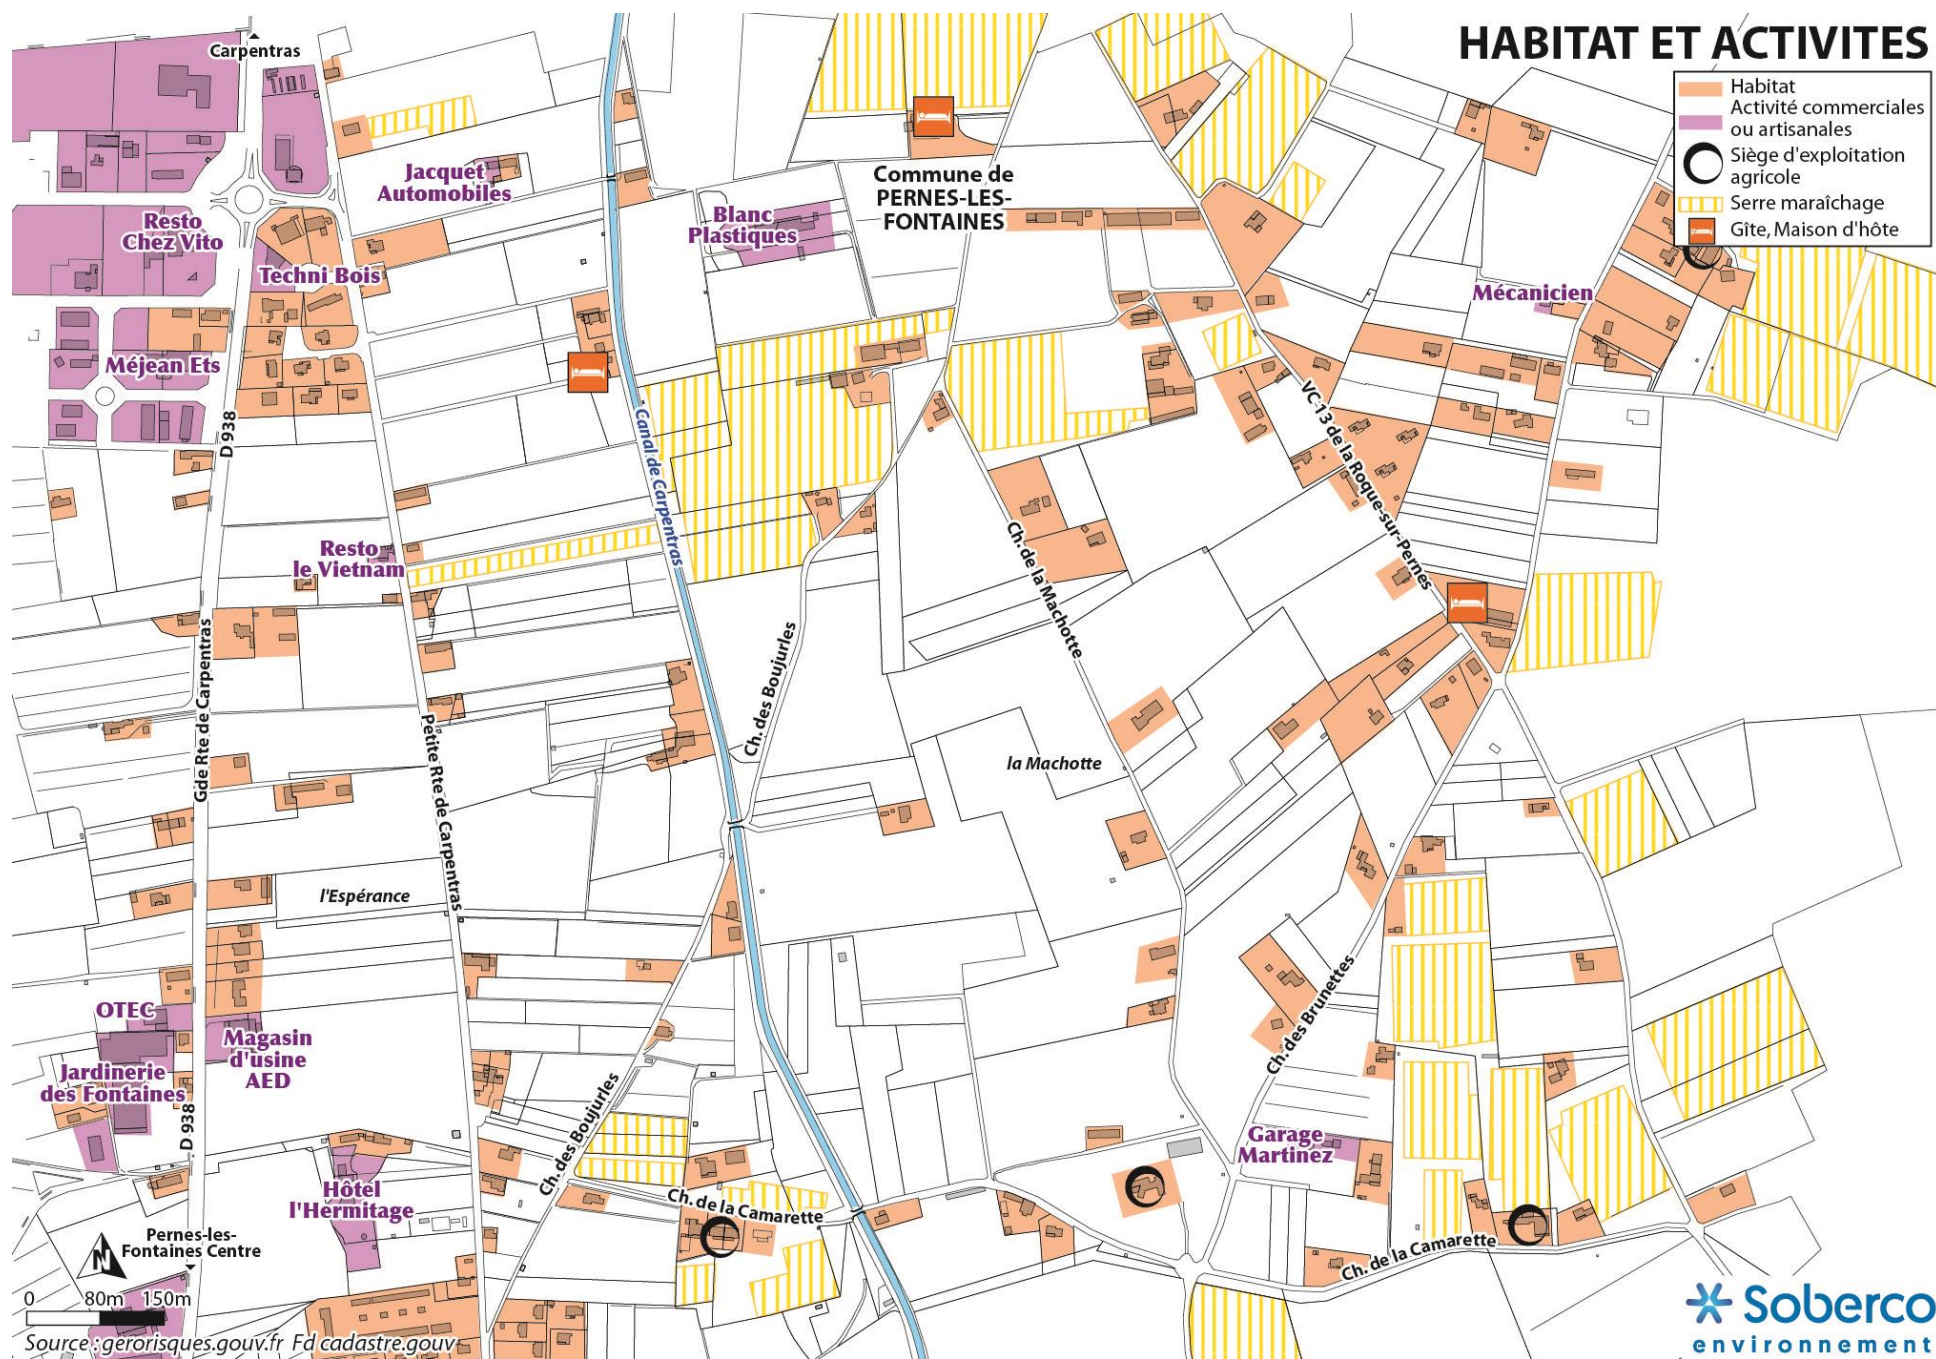 HABITAT ET ACTIVITES
Habitat
Activité commerciales
ou artisanales
Siège d'exploitation
agricole
Serre maraîchage
Gîte, Maison d'hôte
Carpentras
Jacquet
Automobiles
Commune de
PERNES-LES-
FONTAINES
Blanc
Plastiques
Resto
Chez Vito
Techni Bois
Mécanicien
Méjean Ets
D 938
Canal de Carpentras
VC 13 de la Roque-sur-Pernes
Resto
le Vietnam
Ch. de la Machotte
Gde Rte de Carpentras
Ch. des Boujurles
Petite Rte de Carpentras
la Machotte
l'Espérance
Ch. des Brunettes
OTEC
Magasin
d'usine
AED
Jardinerie
des Fontaines
D 938
Ch. des Boujurles
Garage
Martinez
Hôtel
l'Hermitage
Ch. de la Camarette
Ch. de la Camarette
Pernes-les-
Fontaines Centre
N
0 80m 150m
Source : gerorisques.gouv.fr Fd cadastre.gouv
Soberco
environnement